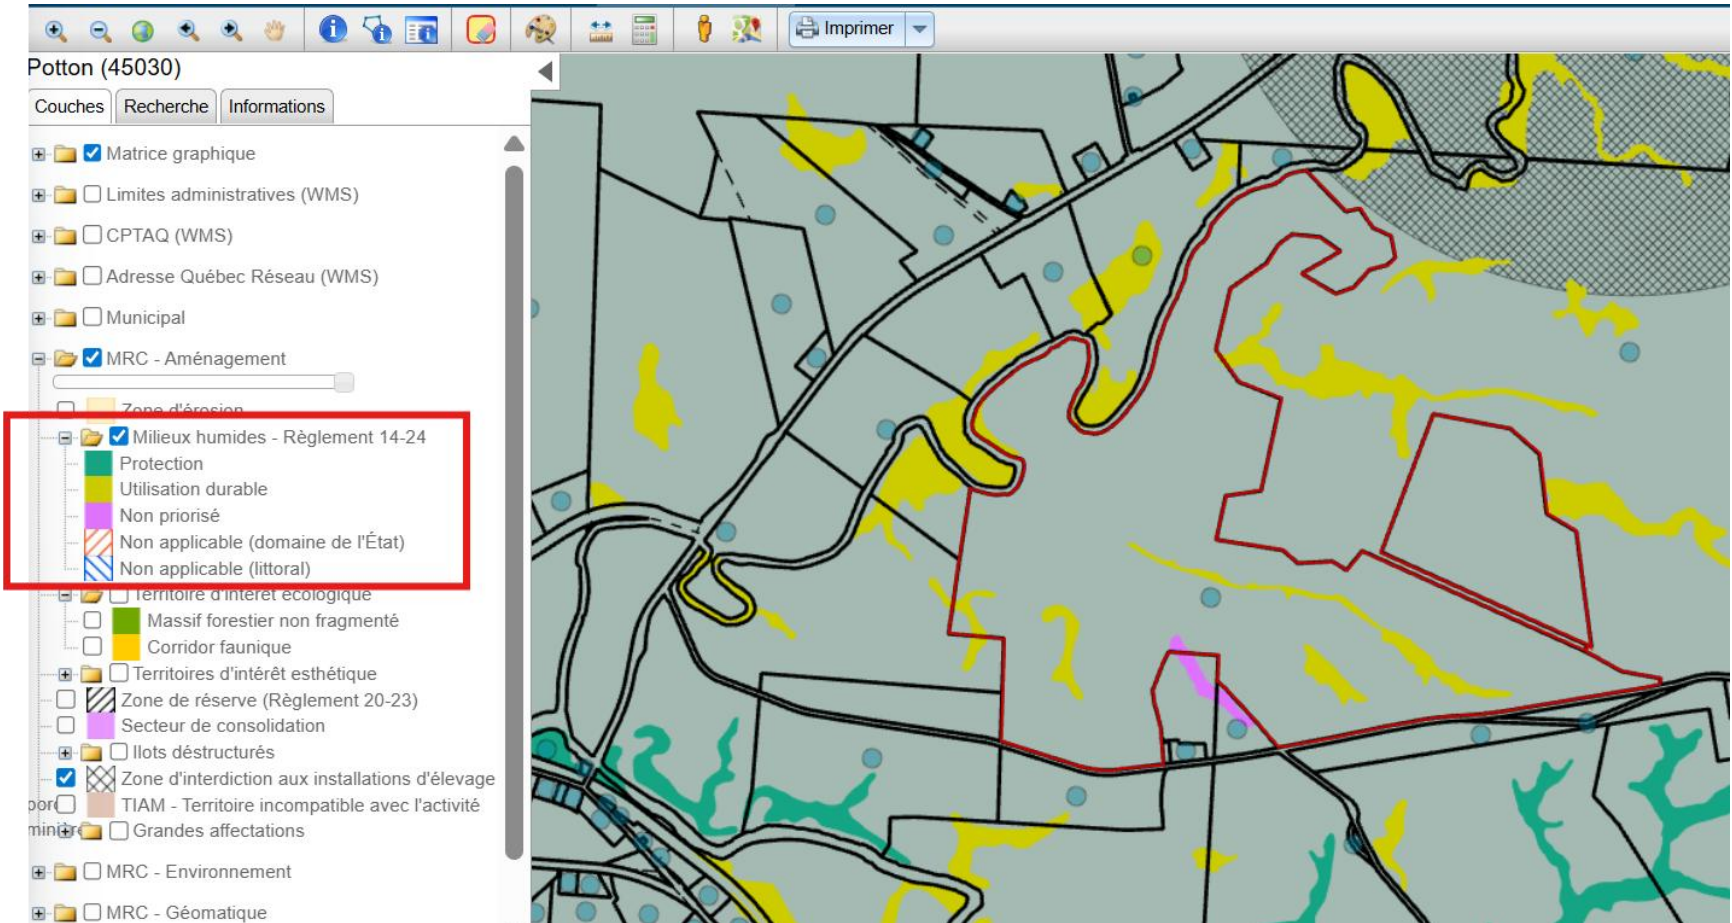 Imprimer
Potton (45030)
Couches Recherche Informations
Matrice graphique
Limites administratives (WMS)
CPTAQ (WMS)
Adresse Québec Réseau (WMS)
Municipal
MRC - Aménagement
Zone d'érosion
Milieux humides - Règlement 14-24
Protection
Utilisation durable
Non priorisé
Non applicable (domaine de l'État)
Non applicable (littoral)
Territoire d'intérêt écologique
Massif forestier non fragmenté
Corridor faunique
Territoires d'intérêt esthétique
Zone de réserve (Règlement 20-23)
Secteur de consolidation
Ilots déstructurés
Zone d'interdiction aux installations d'élevage
TIAM - Territoire incompatible avec l'activité
Grandes affectations
MRC - Environnement
MRC - Géomatique